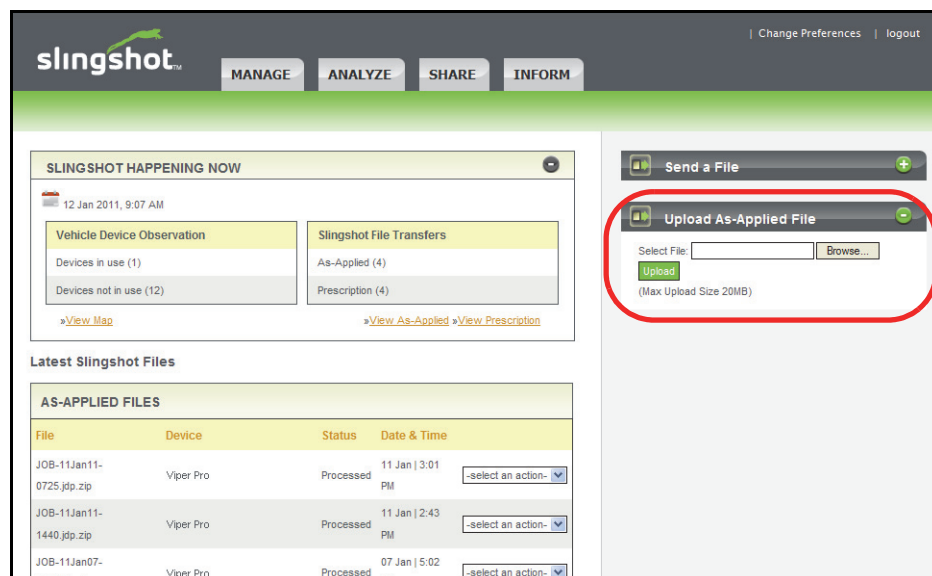 slingshot™
| Change Preferences | logout
MANAGE ANALYZE SHARE INFORM
SLINGSHOT HAPPENING NOW
12 Jan 2011, 9:07 AM
Vehicle Device Observation
Devices in use (1)
Devices not in use (12)
»View Map
Slingshot File Transfers
As-Applied (4)
Prescription (4)
»View As-Applied »View Prescription
Send a File
Upload As-Applied File
Select File: Browse...
Upload
(Max Upload Size 20MB)
Latest Slingshot Files
AS-APPLIED FILES
File Device Status Date & Time
JOB-11Jan11-
0725.jdp.zip
Viper Pro Processed
11 Jan | 3:01
PM
-select an action-
JOB-11Jan11-
1440.jdp.zip
Viper Pro Processed
11 Jan | 2:43
PM
-select an action-
JOB-11Jan07-
Viper Pro Processed
07 Jan | 5:02
-select an action-